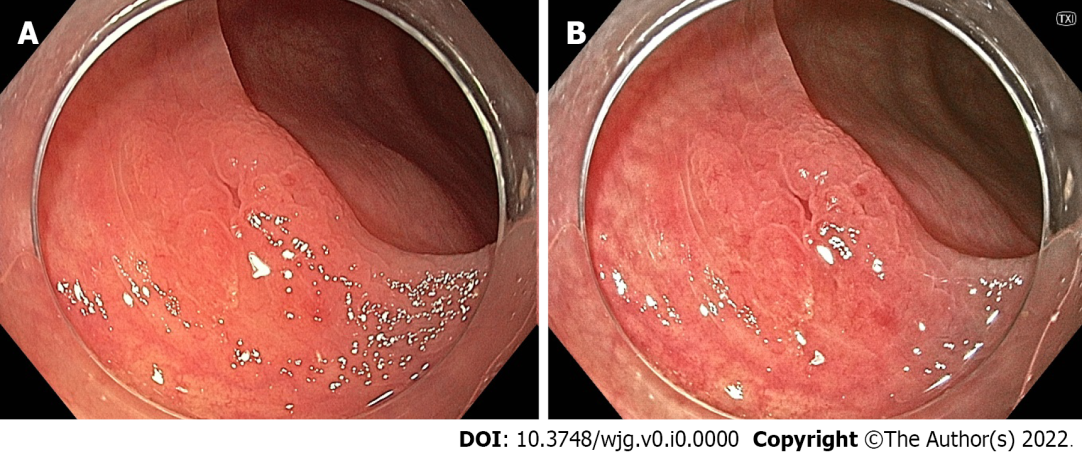 A
B
TXI
DOI: 10.3748/wjg.v0.i0.0000 Copyright ©The Author(s) 2022.